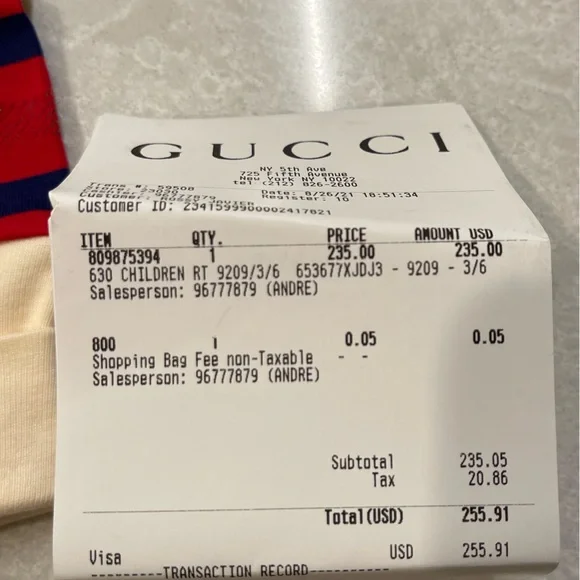 GUCCI
NY 5th Ave
725 Fifth Avenue
New York NY 10022
tel (212) 826-2600
Date: 8/26/21 18:51:34
Register: 10
Customer ID:
ITEM QTY. PRICE AMOUNT USD
809875394 1 235.00 235.00
630 CHILDREN RT 9209/3/6 653677XJDJ3 - 9209 - 3/6
Salesperson: 96777879 (ANDRE)
800 1 0.05 0.05
Shopping Bag Fee non-Taxable - -
Salesperson: 96777879 (ANDRE)
Subtotal 235.05
Tax 20.86
Total(USD) 255.91
Visa USD 255.91
---------TRANSACTION RECORD----------